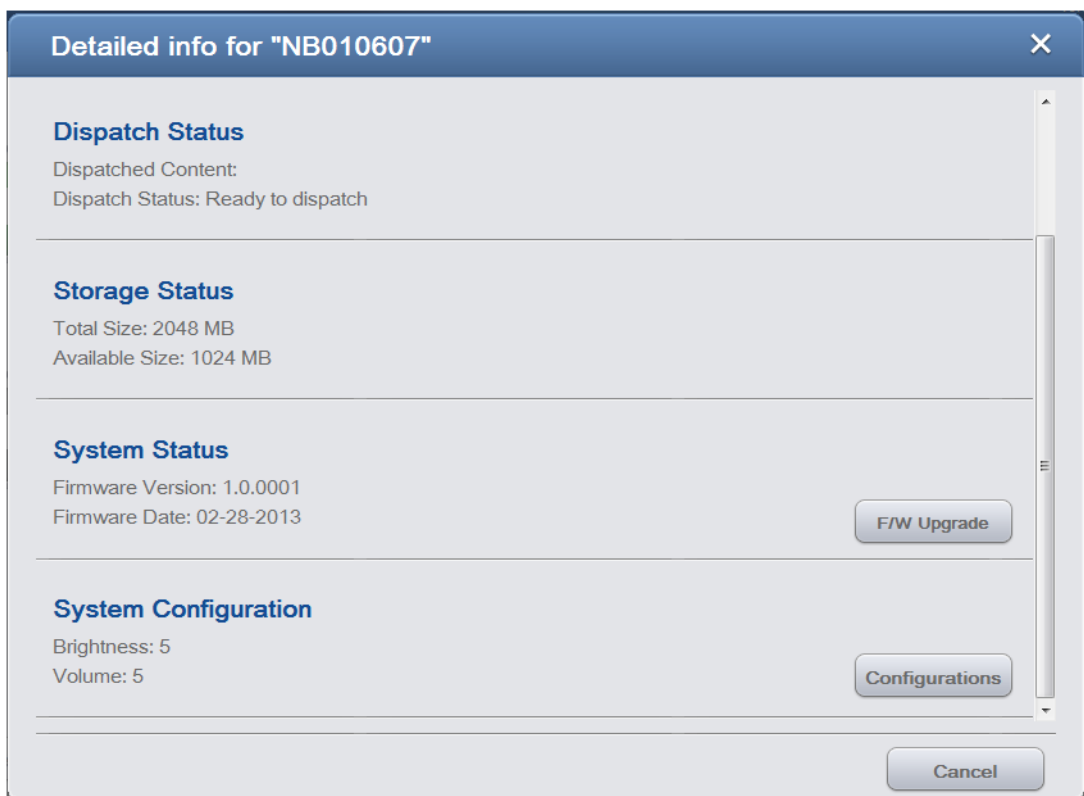 Detailed info for "NB010607"
Dispatch Status
Dispatched Content:
Dispatch Status: Ready to dispatch
Storage Status
Total Size: 2048 MB
Available Size: 1024 MB
System Status
Firmware Version: 1.0.0001
Firmware Date: 02-28-2013
F/W Upgrade
System Configuration
Brightness: 5
Volume: 5
Configurations
Cancel